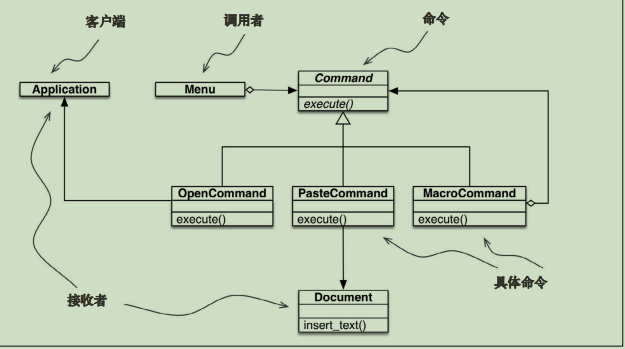 客户端
调用者
命令
Application
Menu
Command
execute()
OpenCommand
execute()
PasteCommand
execute()
MacroCommand
execute()
具体命令
接收者
Document
insert_text()